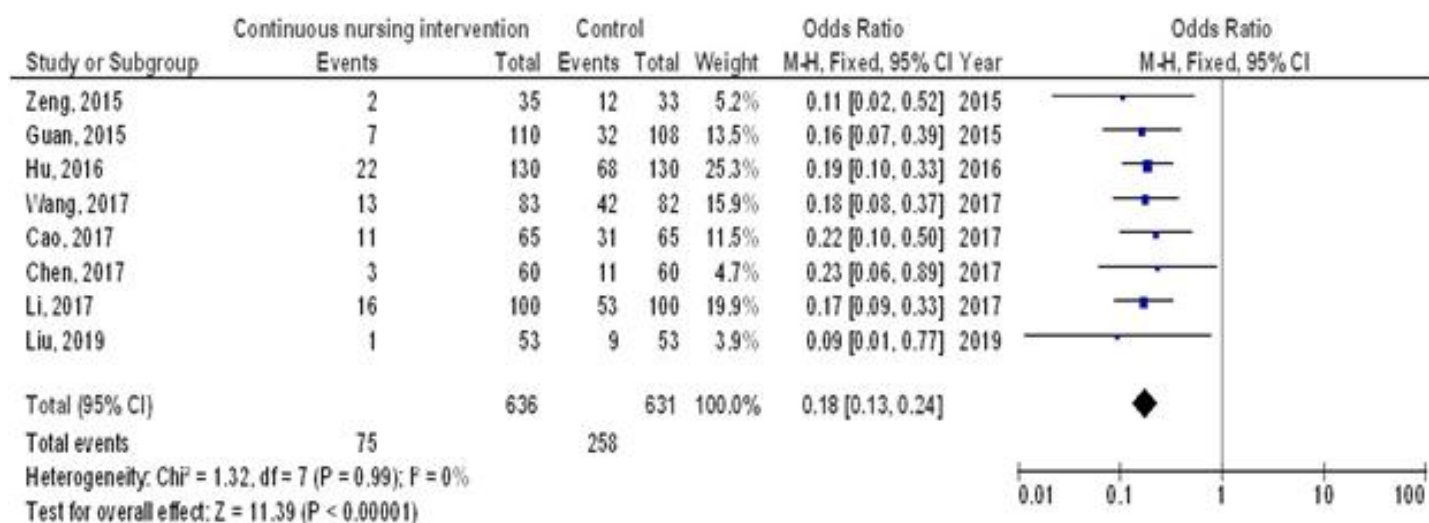 Continuous nursing intervention Control Odds Ratio Odds Ratio
Study or Subgroup Events Total Events Total Weight M-H, Fixed, 95% CI Year M-H, Fixed, 95% CI
Zeng, 2015 2 35 12 33 5.2% 0.11 [0.02, 0.52] 2015
Guan, 2015 7 110 32 108 13.5% 0.16 [0.07, 0.39] 2015
Hu, 2016 22 130 68 130 25.3% 0.19 [0.10, 0.33] 2016
Wang, 2017 13 83 42 82 15.9% 0.18 [0.08, 0.37] 2017
Cao, 2017 11 65 31 65 11.5% 0.22 [0.10, 0.50] 2017
Chen, 2017 3 60 11 60 4.7% 0.23 [0.06, 0.89] 2017
Li, 2017 16 100 53 100 19.9% 0.17 [0.09, 0.33] 2017
Liu, 2019 1 53 9 53 3.9% 0.09 [0.01, 0.77] 2019
Total (95% CI) 636 631 100.0% 0.18 [0.13, 0.24]
Total events 75 258
Heterogeneity: Chi² = 1.32, df = 7 (P = 0.99); I² = 0%
Test for overall effect: Z = 11.39 (P < 0.00001)
0.01 0.1 1 10 100